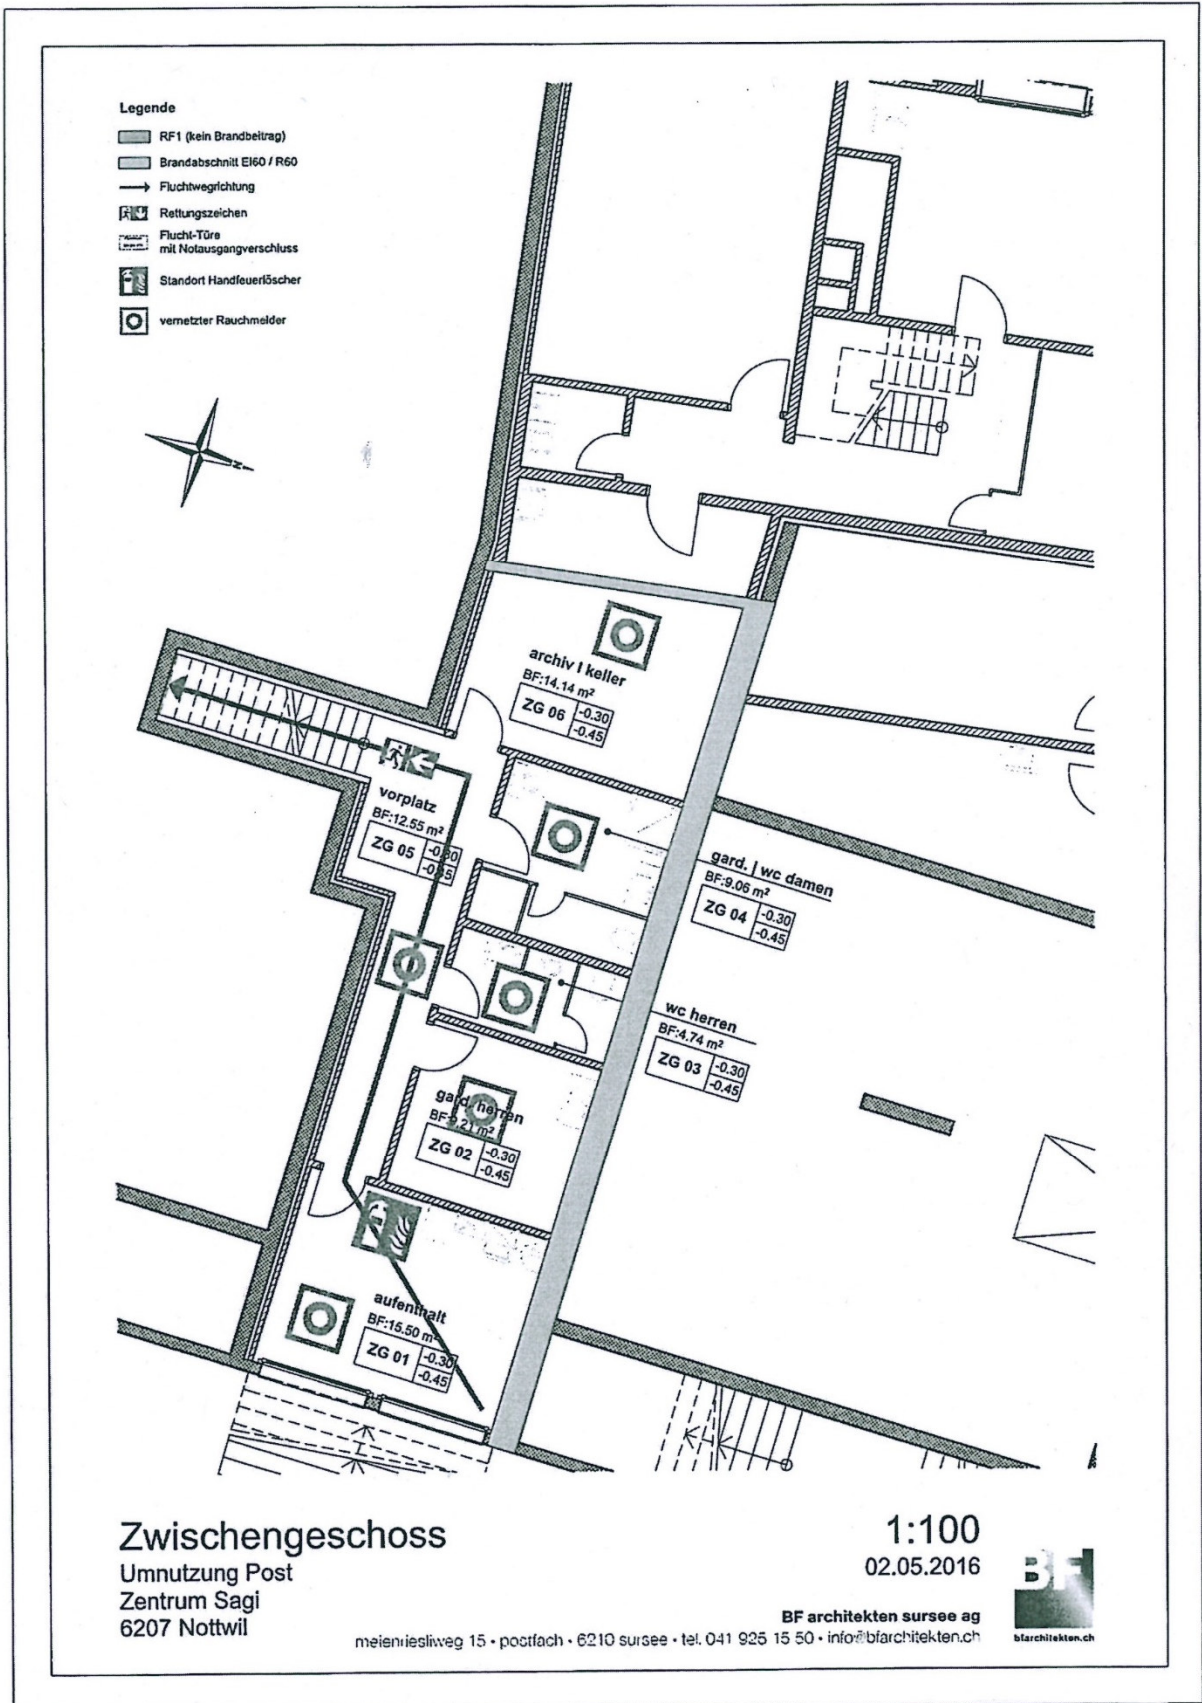 Legende
RF1 (kein Brandbeitrag)
Brandabschnitt EI60 / R60
Fluchtwegrichtung
Rettungszeichen
Flucht-Türe
mit Notausgangverschluss
Standort Handfeuerlöscher
vernetzter Rauchmelder
N
archiv I keller
BF:14.14 m²
ZG 06 -0.30
-0.45
vorplatz
BF:12.55 m²
ZG 05
gard. | wc damen
BF:9.06 m²
ZG 04 -0.30
-0.45
wc herren
BF:4.74 m²
ZG 03 -0.30
-0.45
gard. herren
ZG 02 -0.30
-0.45
aufenthalt
BF:15.50 m²
ZG 01 -0.30
-0.45
Zwischengeschoss
Umnutzung Post
Zentrum Sagi
6207 Nottwil
1:100
02.05.2016
BF
BF architekten sursee ag
meienriesliweg 15 • postfach • 6210 sursee • tel. 041 925 15 50 • info@bfarchitekten.ch
bfarchitekten.ch